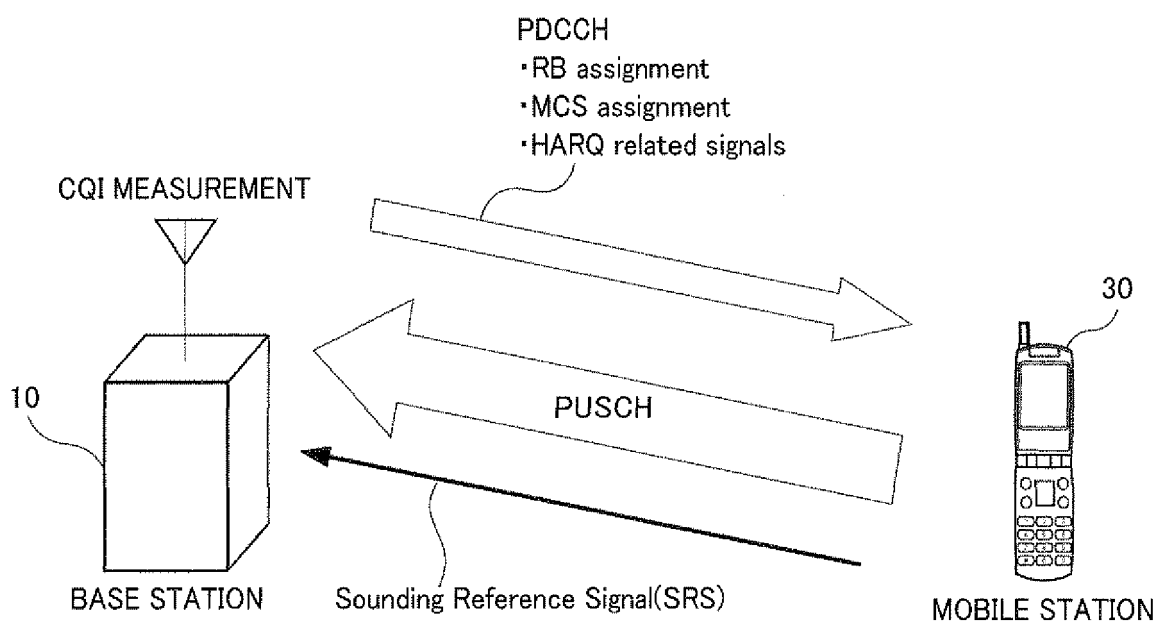 PDCCH
・RB assignment
・MCS assignment
・HARQ related signals
CQI MEASUREMENT
30
10
PUSCH
BASE STATION
Sounding Reference Signal(SRS)
MOBILE STATION